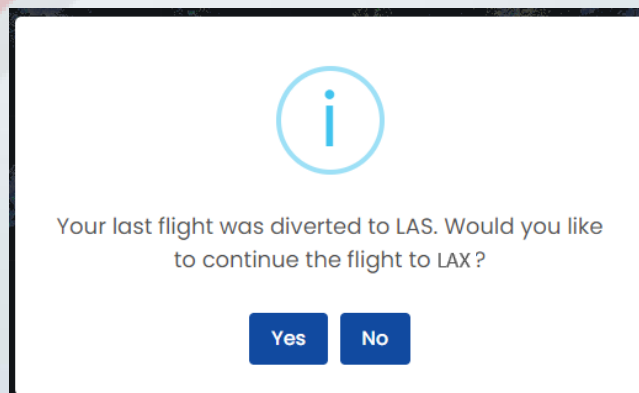 Your last flight was diverted to LAS. Would you like
to continue the flight to LAX?
Yes No